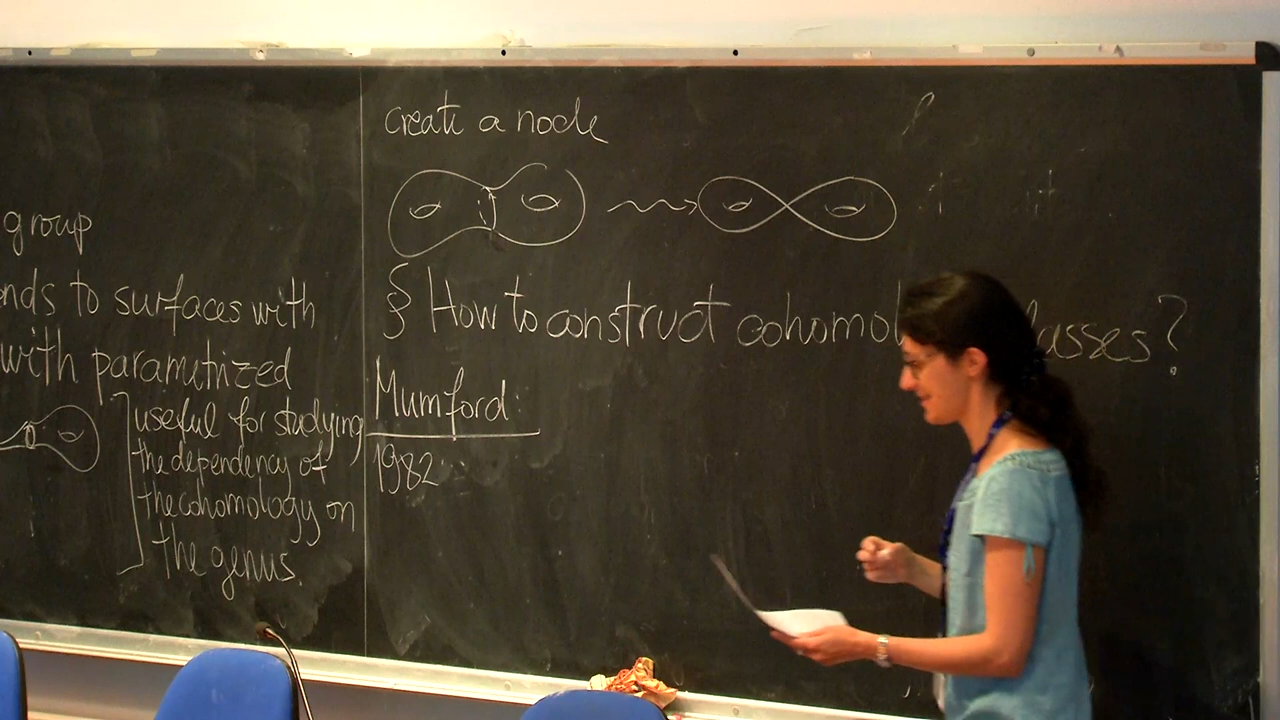 group
nds to surfaces with
with parametrized
useful for studying
the dependency of
the cohomology on
the genus.
create a node
§ How to construct cohomol lasses?
Mumford:
1982